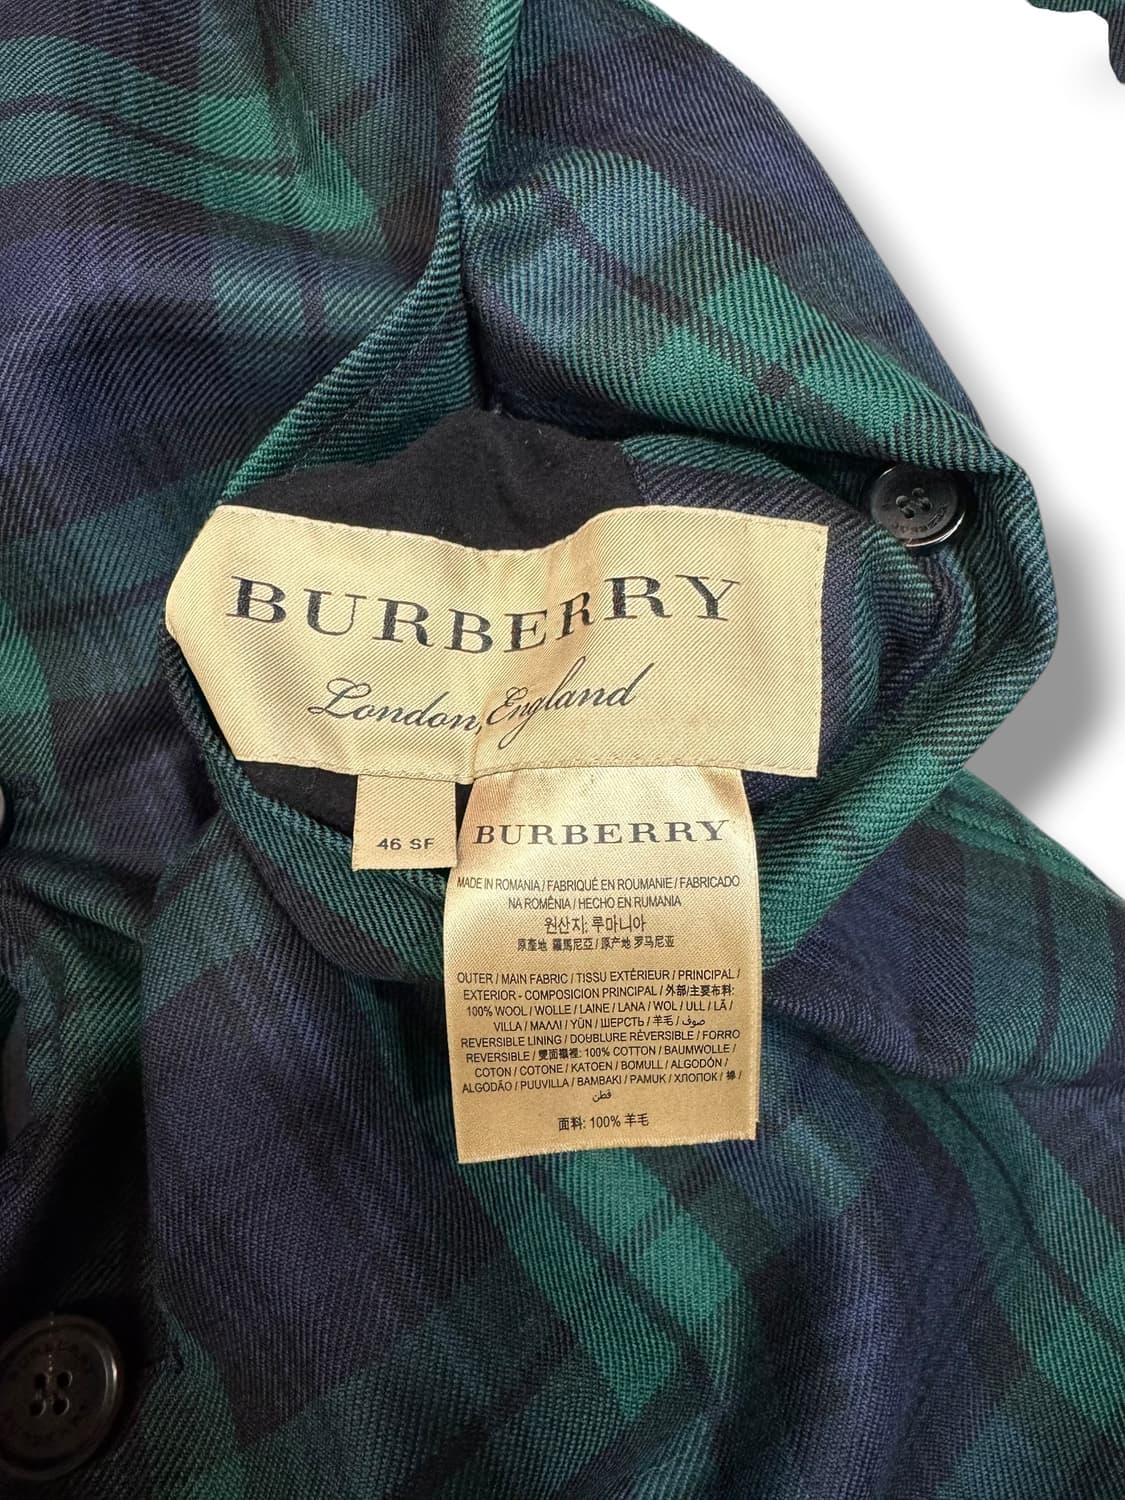 BURBERRY
London, England
46 SF
BURBERRY
MADE IN ROMANIA / FABRIQUÉ EN ROUMANIE / FABRICADO
NA ROMÊNIA / HECHO EN RUMANIA
원산지: 루마니아
原產地 羅馬尼亞 / 原产地 罗马尼亚
OUTER / MAIN FABRIC / TISSU EXTÉRIEUR / PRINCIPAL /
EXTERIOR - COMPOSICION PRINCIPAL / 外部/主要布料:
100% WOOL / WOLLE / LAINE / LANA / WOL / ULL / LÃ /
VILLA / ΜΑΛΛΙ / YÜN / ШЕРСТЬ / 羊毛 / صوف
REVERSIBLE LINING / DOUBLURE RÉVERSIBLE / FORRO
REVERSIBLE / 雙面襯裡: 100% COTTON / BAUMWOLLE /
COTON / COTONE / KATOEN / BOMULL / ALGODÓN /
ALGODÃO / PUUVILLA / BAMBAKI / PAMUK / ХЛОПОК / 棉 /
قطن
面料: 100% 羊毛
BURBERRY